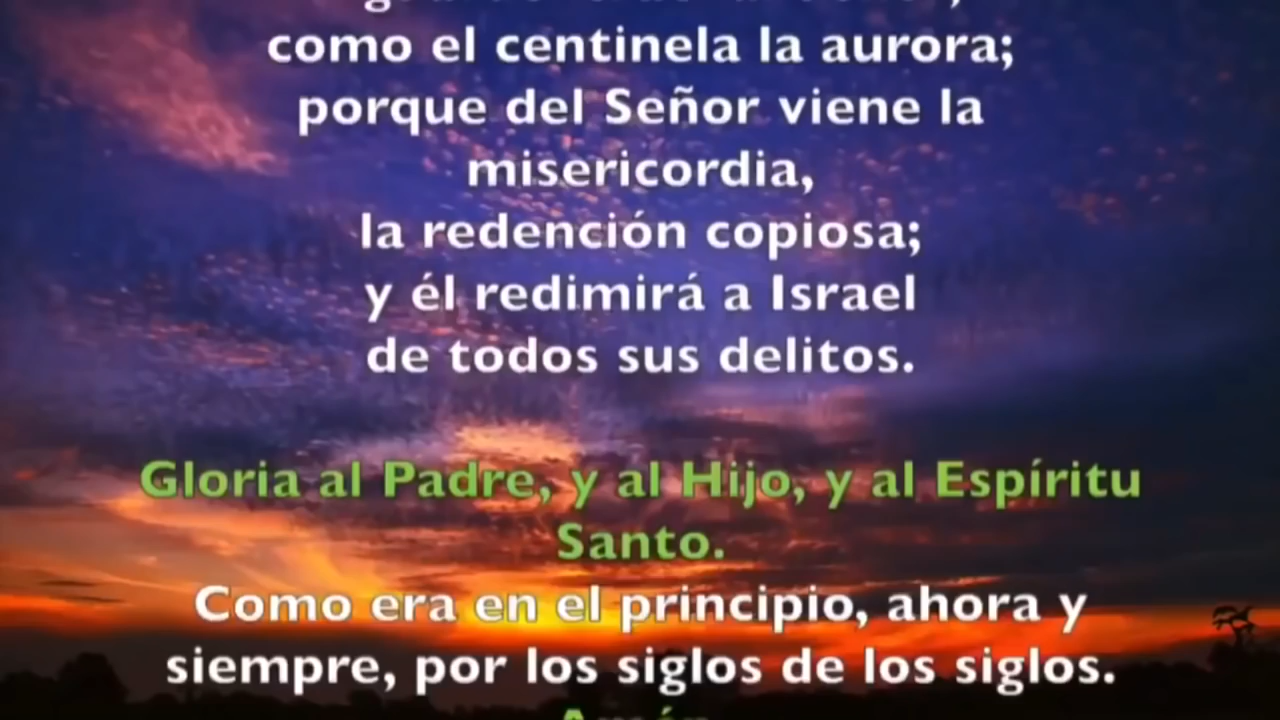 como el centinela la aurora;
porque del Señor viene la
misericordia,
la redención copiosa;
y él redimirá a Israel
de todos sus delitos.
Gloria al Padre, y al Hijo, y al Espíritu
Santo.
Como era en el principio, ahora y
siempre, por los siglos de los siglos.